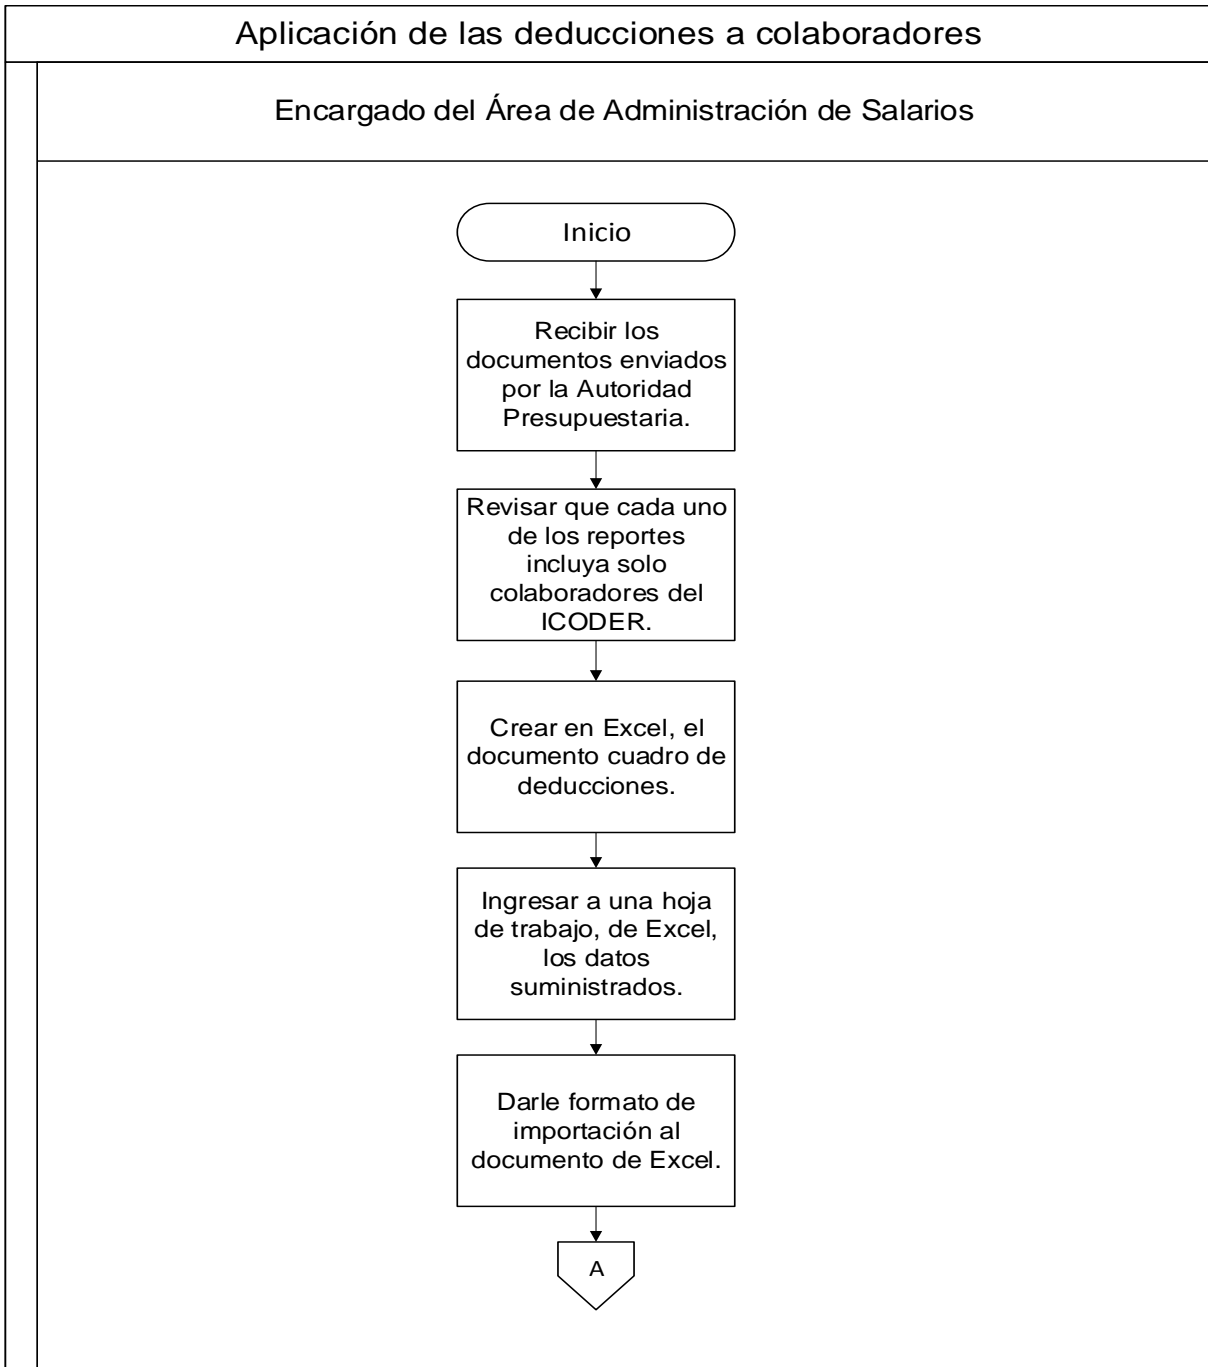 Aplicación de las deducciones a colaboradores
Encargado del Área de Administración de Salarios
Inicio
Recibir los
documentos enviados
por la Autoridad
Presupuestaria.
Revisar que cada uno
de los reportes
incluya solo
colaboradores del
ICODER.
Crear en Excel, el
documento cuadro de
deducciones.
Ingresar a una hoja
de trabajo, de Excel,
los datos
suministrados.
Darle formato de
importación al
documento de Excel.
A